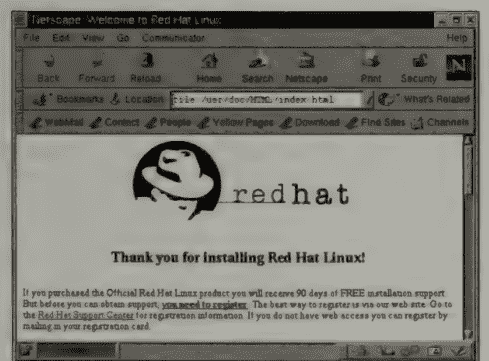 Netscape: Welcome to Red Hat Linux
File Edit View Go Communicator Help
Back Forward Reload Home Search Netscape Print Security N
Bookmarks Location file:/usr/doc/HTML/index.html What's Related
WebMail Contact People Yellow Pages Download Find Sites Channels
redhat
Thank you for installing Red Hat Linux!
If you purchased the Official Red Hat Linux product you will receive 90 days of FREE installation support.
But before you can obtain support, you need to register. The best way to register is via our web site. Go to
the Red Hat Support Center for registration information. If you do not have web access you can register by
mailing in your registration card.